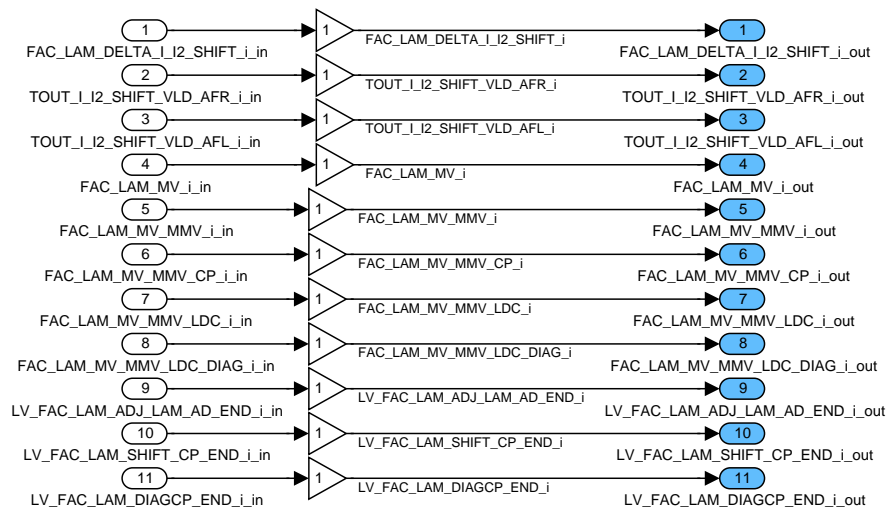 1 1 1
FAC_LAM_DELTA_I_I2_SHIFT_i_in FAC_LAM_DELTA_I_I2_SHIFT_i FAC_LAM_DELTA_I_I2_SHIFT_i_out
2 1 2
TOUT_I_I2_SHIFT_VLD_AFR_i_in TOUT_I_I2_SHIFT_VLD_AFR_i TOUT_I_I2_SHIFT_VLD_AFR_i_out
3 1 3
TOUT_I_I2_SHIFT_VLD_AFL_i_in TOUT_I_I2_SHIFT_VLD_AFL_i TOUT_I_I2_SHIFT_VLD_AFL_i_out
4 1 4
FAC_LAM_MV_i_in FAC_LAM_MV_i FAC_LAM_MV_i_out
5 1 5
FAC_LAM_MV_MMV_i_in FAC_LAM_MV_MMV_i FAC_LAM_MV_MMV_i_out
6 1 6
FAC_LAM_MV_MMV_CP_i_in FAC_LAM_MV_MMV_CP_i FAC_LAM_MV_MMV_CP_i_out
7 1 7
FAC_LAM_MV_MMV_LDC_i_in FAC_LAM_MV_MMV_LDC_i FAC_LAM_MV_MMV_LDC_i_out
8 1 8
FAC_LAM_MV_MMV_LDC_DIAG_i_in FAC_LAM_MV_MMV_LDC_DIAG_i FAC_LAM_MV_MMV_LDC_DIAG_i_out
9 1 9
LV_FAC_LAM_ADJ_LAM_AD_END_i_in LV_FAC_LAM_ADJ_LAM_AD_END_i LV_FAC_LAM_ADJ_LAM_AD_END_i_out
10 1 10
LV_FAC_LAM_SHIFT_CP_END_i_in LV_FAC_LAM_SHIFT_CP_END_i LV_FAC_LAM_SHIFT_CP_END_i_out
11 1 11
LV_FAC_LAM_DIAGCP_END_i_in LV_FAC_LAM_DIAGCP_END_i LV_FAC_LAM_DIAGCP_END_i_out